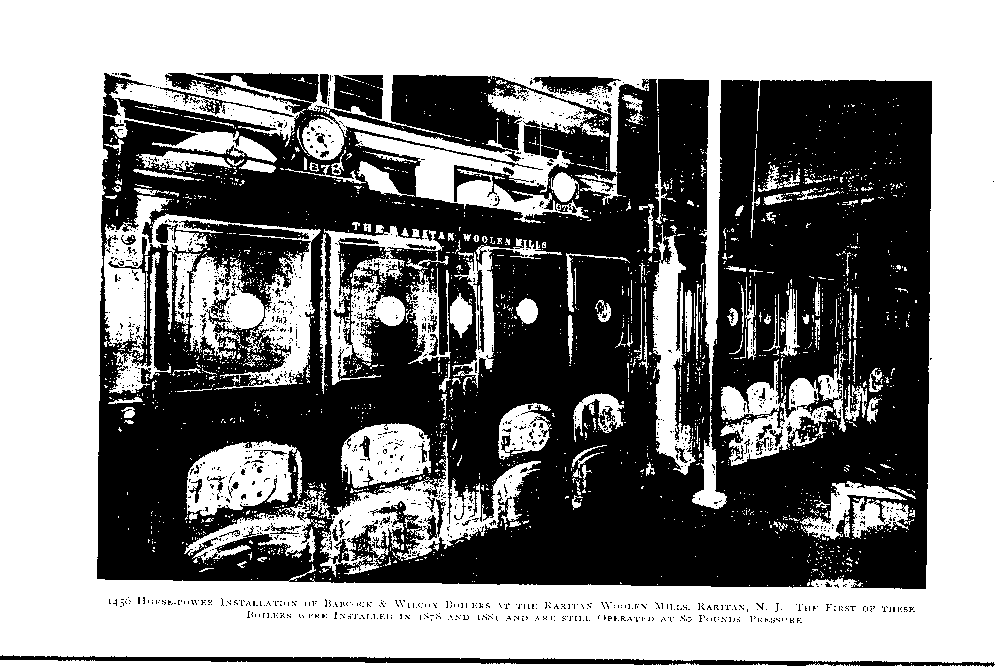 1878
THE RARITAN WOOLEN MILLS
1456 HORSE-POWER INSTALLATION OF BABCOCK & WILCOX BOILERS AT THE RARITAN WOOLEN MILLS, RARITAN, N. J. THE FIRST OF THESE
BOILERS WERE INSTALLED IN 1878 AND 1881 AND ARE STILL OPERATED AT 80 POUNDS PRESSURE